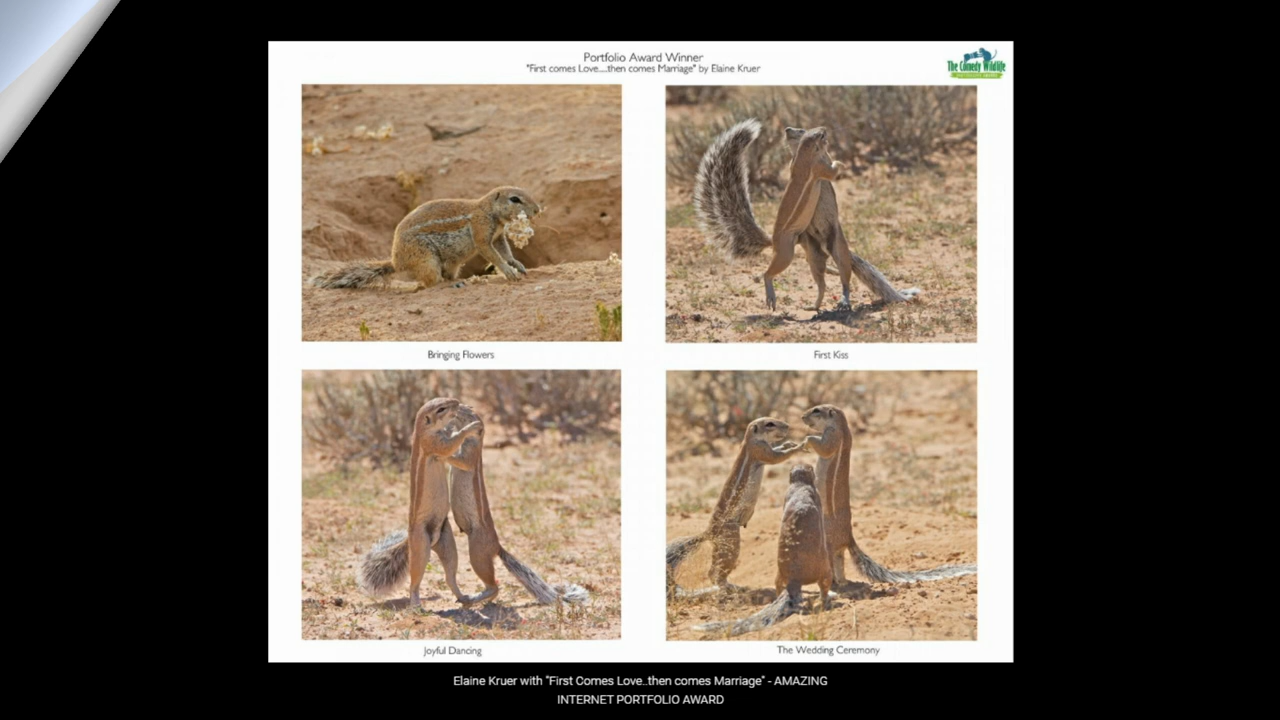 Portfolio Award Winner
"First comes Love....then comes Marriage" by Elaine Kruer
The Comedy Wildlife
Bringing Flowers
First Kiss
Joyful Dancing
The Wedding Ceremony
Elaine Kruer with "First Comes Love..then comes Marriage" - AMAZING
INTERNET PORTFOLIO AWARD